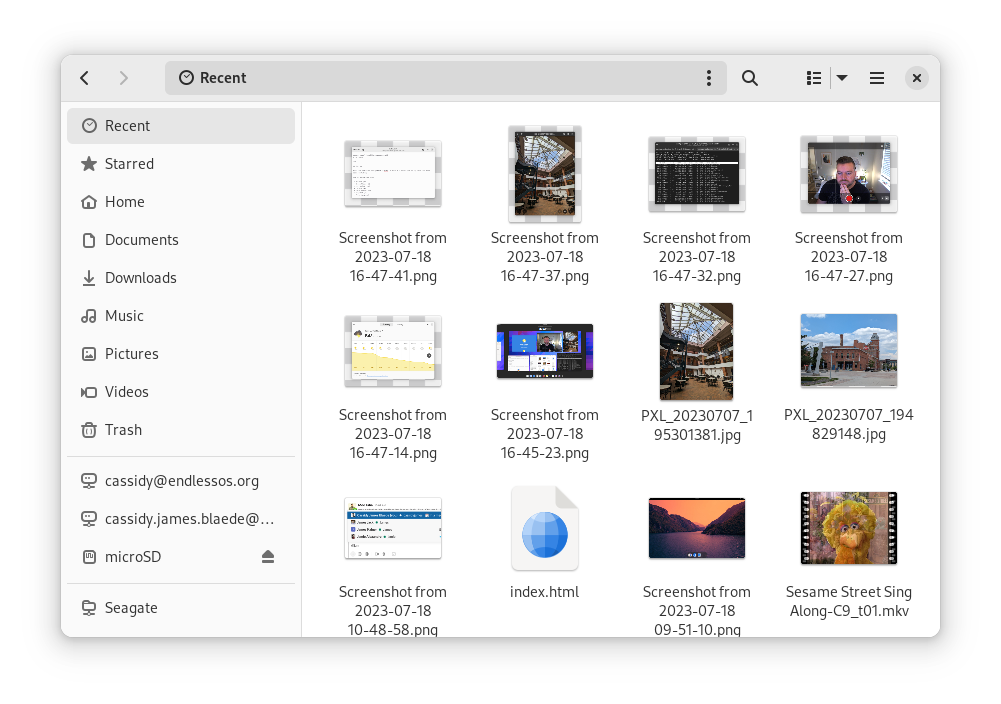 Recent
Recent
Starred
Home
Documents
Downloads
Music
Pictures
Videos
Trash
cassidy@endlessos.org
cassidy.james.blaede@...
microSD
Seagate
Screenshot from
2023-07-18
16-47-41.png
Screenshot from
2023-07-18
16-47-37.png
Screenshot from
2023-07-18
16-47-32.png
Screenshot from
2023-07-18
16-47-27.png
Screenshot from
2023-07-18
16-47-14.png
Screenshot from
2023-07-18
16-45-23.png
PXL_20230707_1
95301381.jpg
PXL_20230707_194
829148.jpg
Screenshot from
2023-07-18
10-48-58.png
index.html
Screenshot from
2023-07-18
09-51-10.png
Sesame Street Sing
Along-C9_t01.mkv